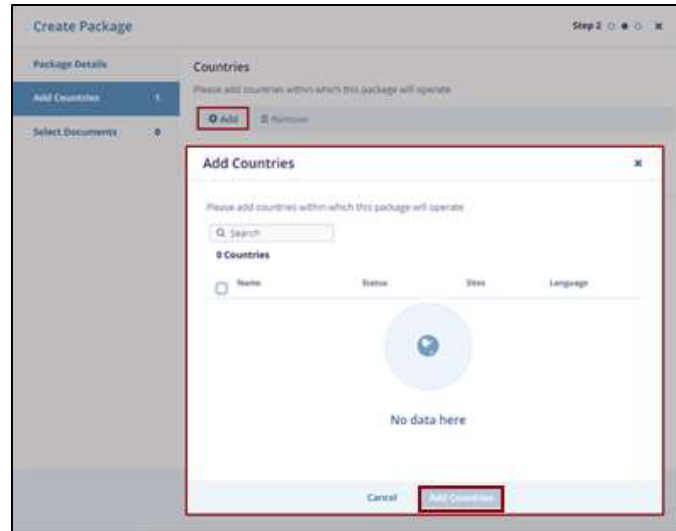 Create Package
Step 2
Package Details
Add Countries 1
Select Documents 0
Countries
Please add countries within which this package will operate
Add Remove
Add Countries
Please add countries within which this package will operate
Search
0 Countries
Name Status Sites Language
No data here
Cancel Add Countries